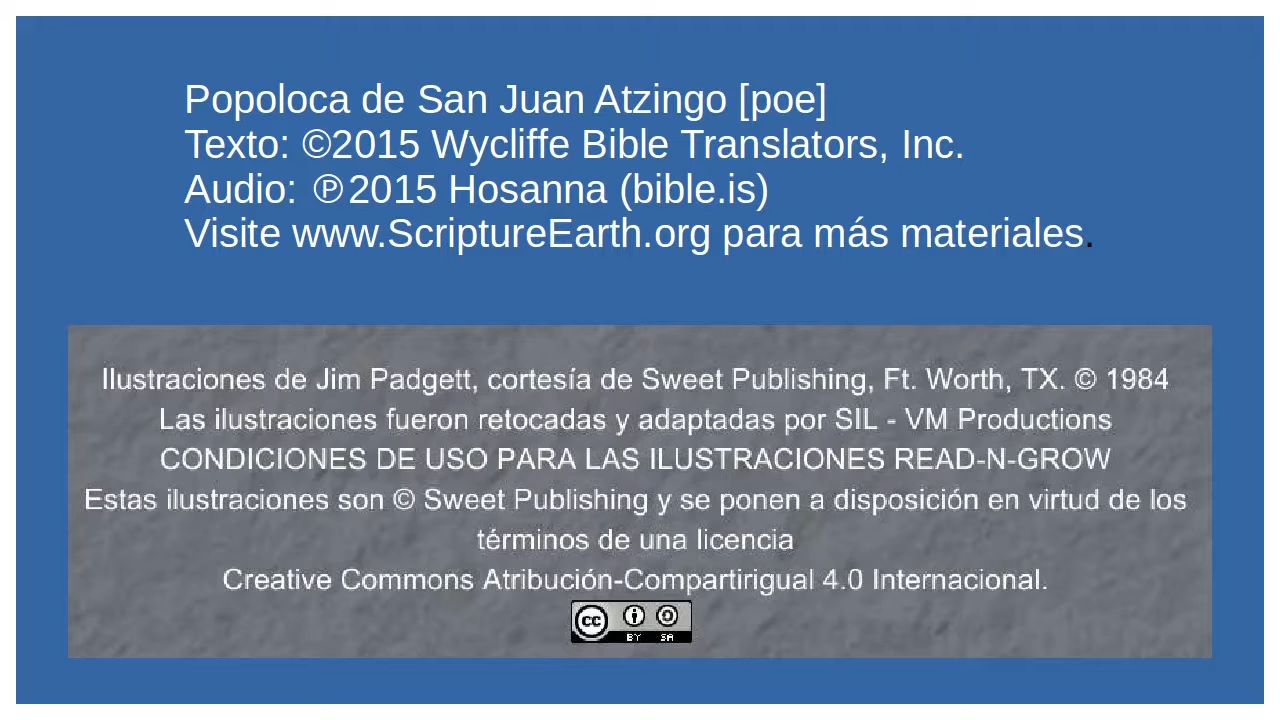 Popoloca de San Juan Atzingo [poe]
Texto: ©2015 Wycliffe Bible Translators, Inc.
Audio: ℗2015 Hosanna (bible.is)
Visite www.ScriptureEarth.org para más materiales.
Ilustraciones de Jim Padgett, cortesía de Sweet Publishing, Ft. Worth, TX. © 1984
Las ilustraciones fueron retocadas y adaptadas por SIL - VM Productions
CONDICIONES DE USO PARA LAS ILUSTRACIONES READ-N-GROW
Estas ilustraciones son © Sweet Publishing y se ponen a disposición en virtud de los
términos de una licencia
Creative Commons Atribución-Compartirigual 4.0 Internacional.
cc
BY SA